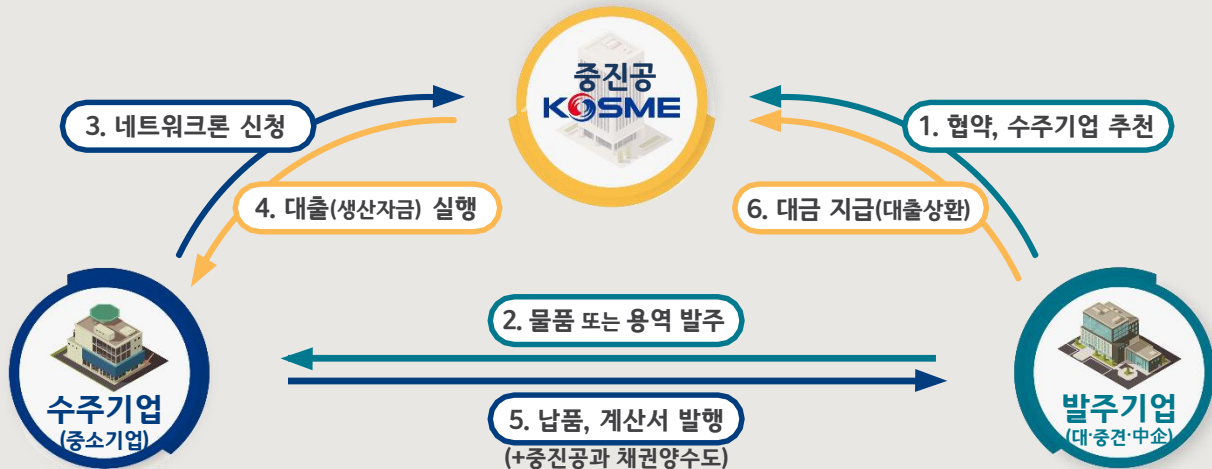 중진공
KOSME
3. 네트워크론 신청
1. 협약, 수주기업 추천
4. 대출(생산자금) 실행
6. 대금 지급(대출상환)
2. 물품 또는 용역 발주
수주기업
(중소기업)
5. 납품, 계산서 발행
(+중진공과 채권양수도)
발주기업
(대·중견·中企)